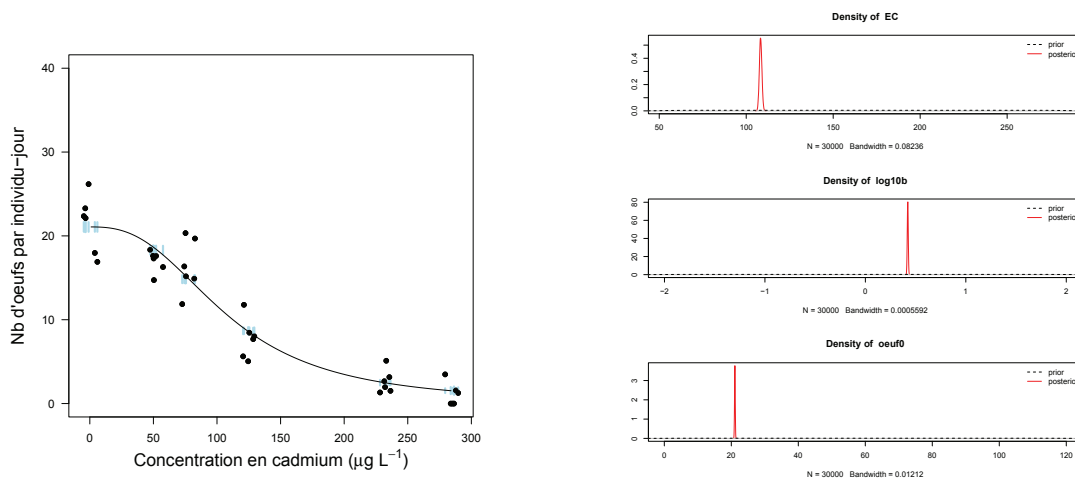 40
30
20
10
0
Nb d'oeufs par individu−jour
0 50 100 150 200 250 300
Concentration en cadmium (μg L−1)
Density of EC
0.4
0.2
0.0
prior
posterio
50 100 150 200 250
N = 30000 Bandwidth = 0.08236
Density of log10b
80
60
40
20
0
prior
posterio
−2 −1 0 1 2
N = 30000 Bandwidth = 0.0005592
Density of oeuf0
3
2
1
0
prior
posterio
0 20 40 60 80 100 120
N = 30000 Bandwidth = 0.01212